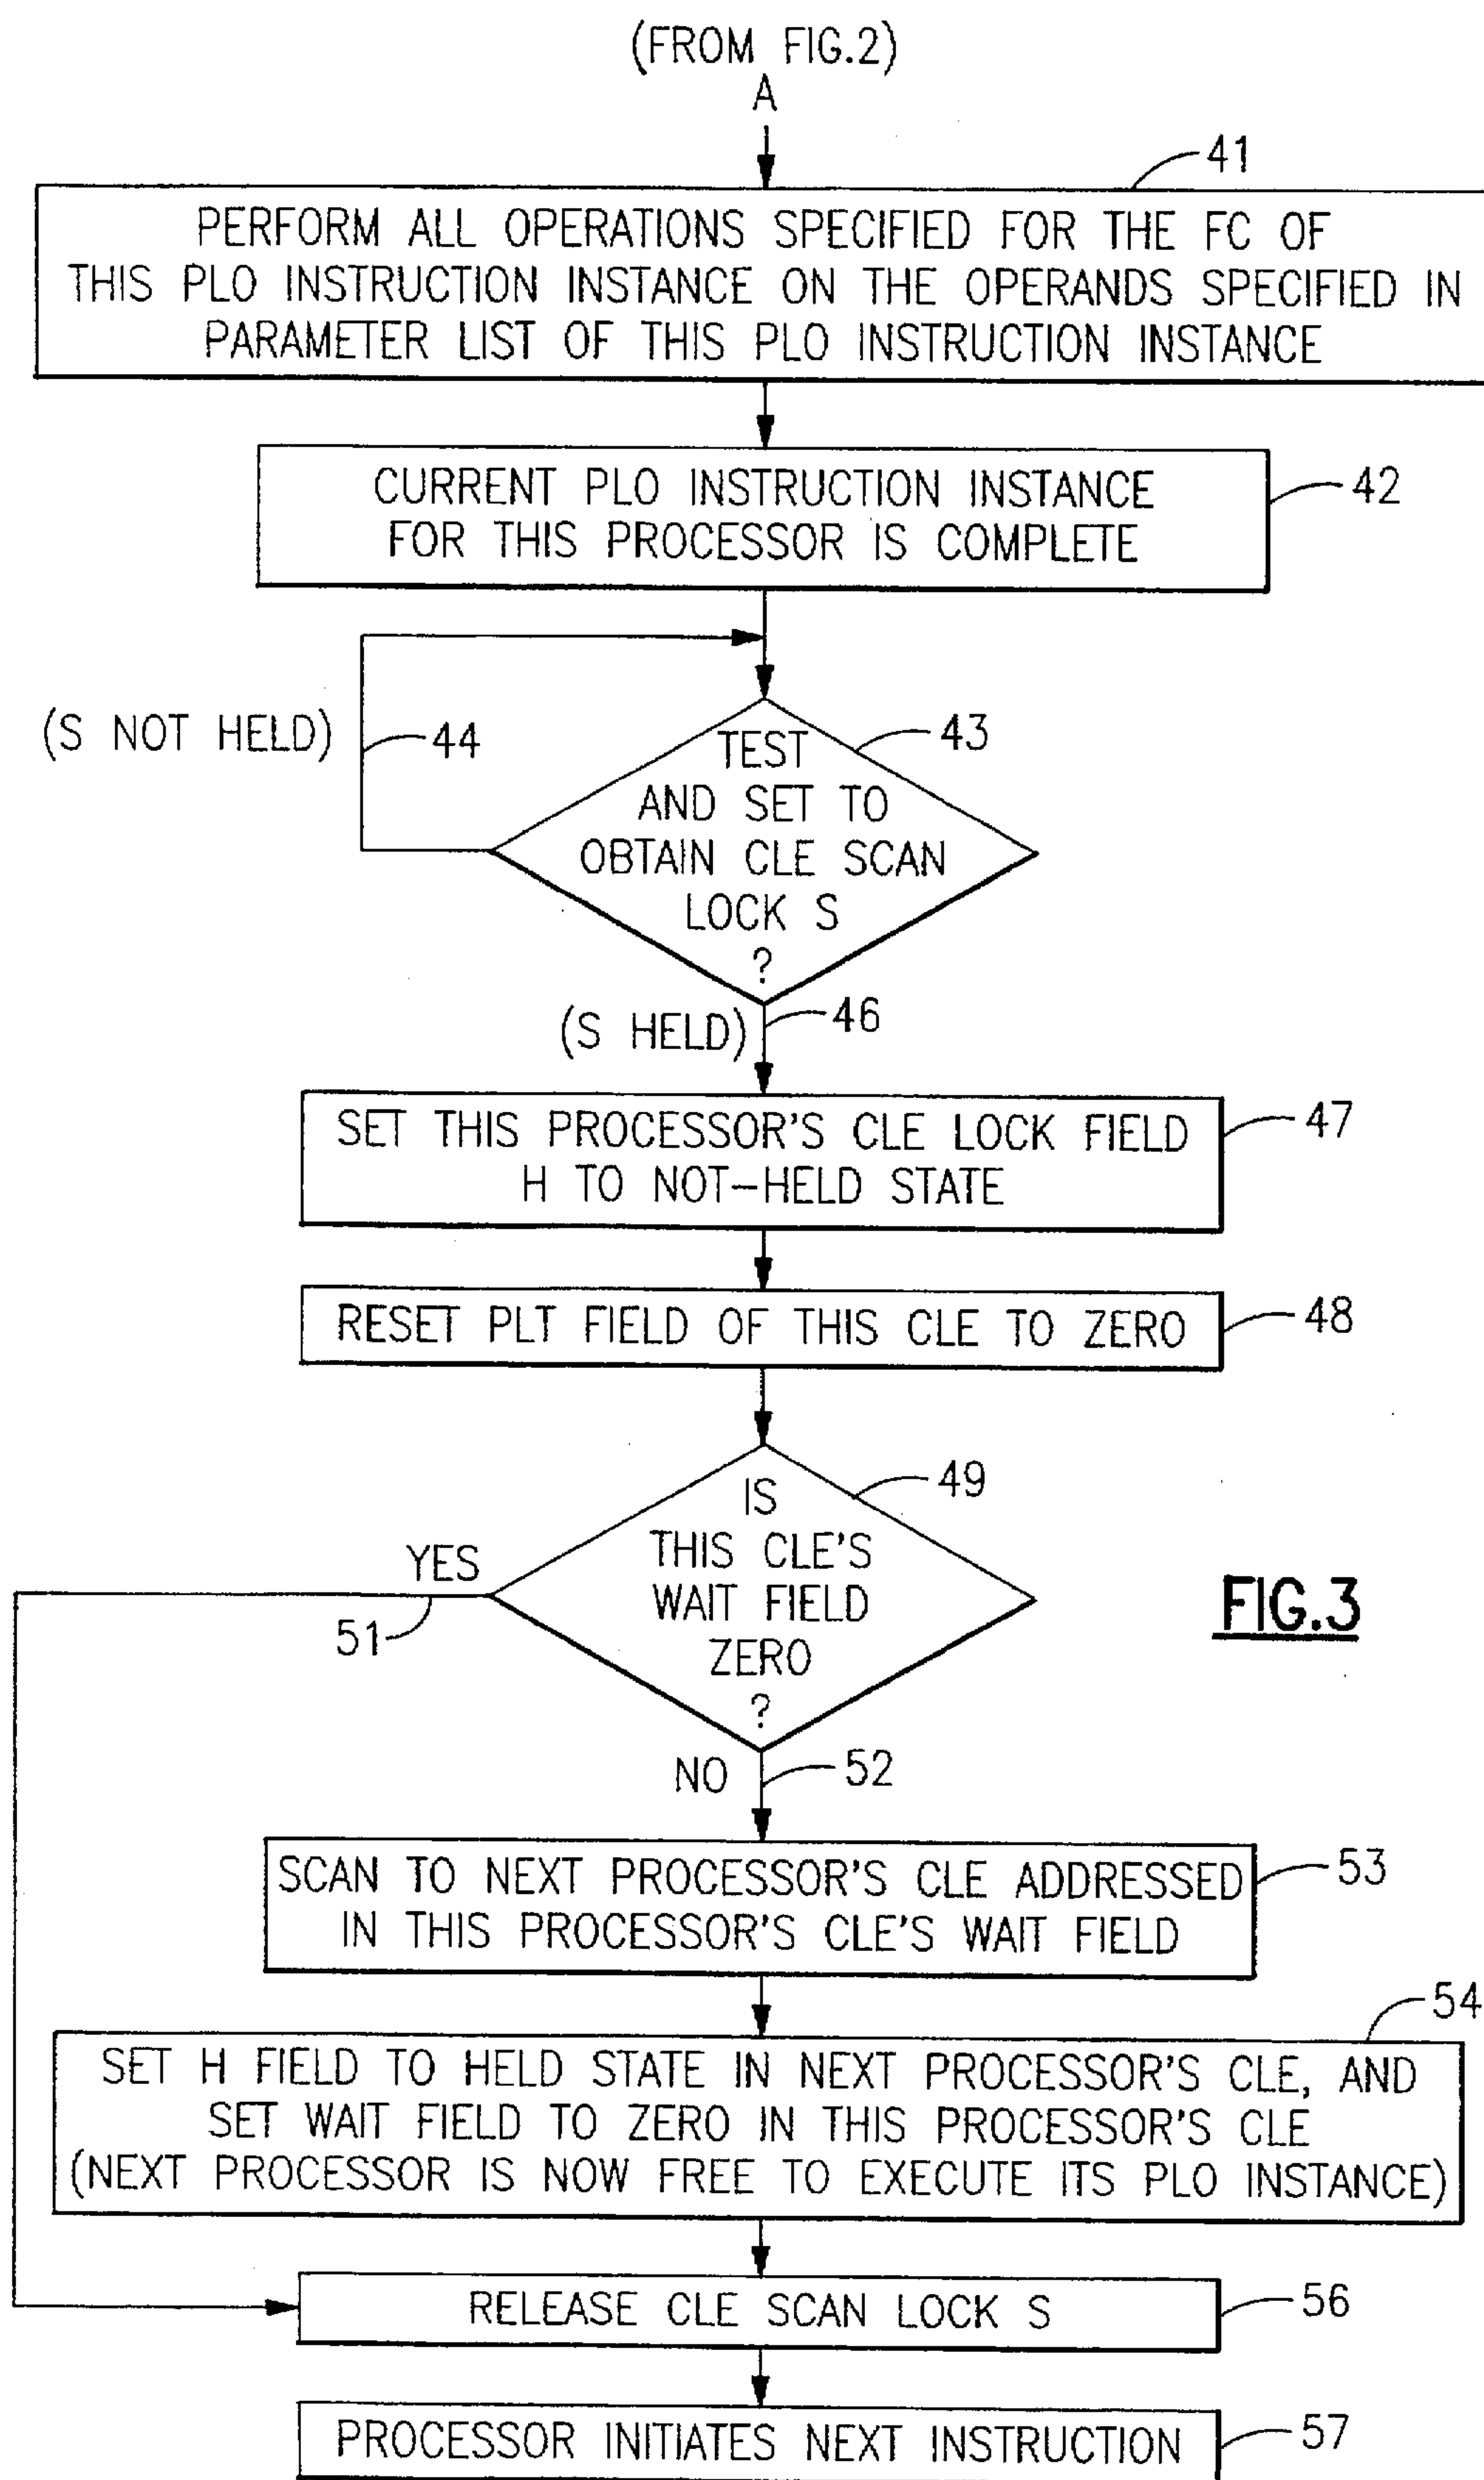 (FROM FIG.2)
A
41
PERFORM ALL OPERATIONS SPECIFIED FOR THE FC OF
THIS PLO INSTRUCTION INSTANCE ON THE OPERANDS SPECIFIED IN
PARAMETER LIST OF THIS PLO INSTRUCTION INSTANCE
CURRENT PLO INSTRUCTION INSTANCE
FOR THIS PROCESSOR IS COMPLETE
42
(S NOT HELD)
44
43
TEST
AND SET TO
OBTAIN CLE SCAN
LOCK S
?
(S HELD)
46
SET THIS PROCESSOR'S CLE LOCK FIELD
H TO NOT-HELD STATE
47
RESET PLT FIELD OF THIS CLE TO ZERO
48
49
IS
THIS CLE'S
WAIT FIELD
ZERO
?
YES
51
FIG.3
NO
52
SCAN TO NEXT PROCESSOR'S CLE ADDRESSED
IN THIS PROCESSOR'S CLE'S WAIT FIELD
53
54
SET H FIELD TO HELD STATE IN NEXT PROCESSOR'S CLE, AND
SET WAIT FIELD TO ZERO IN THIS PROCESSOR'S CLE
(NEXT PROCESSOR IS NOW FREE TO EXECUTE ITS PLO INSTANCE)
RELEASE CLE SCAN LOCK S
56
PROCESSOR INITIATES NEXT INSTRUCTION
57